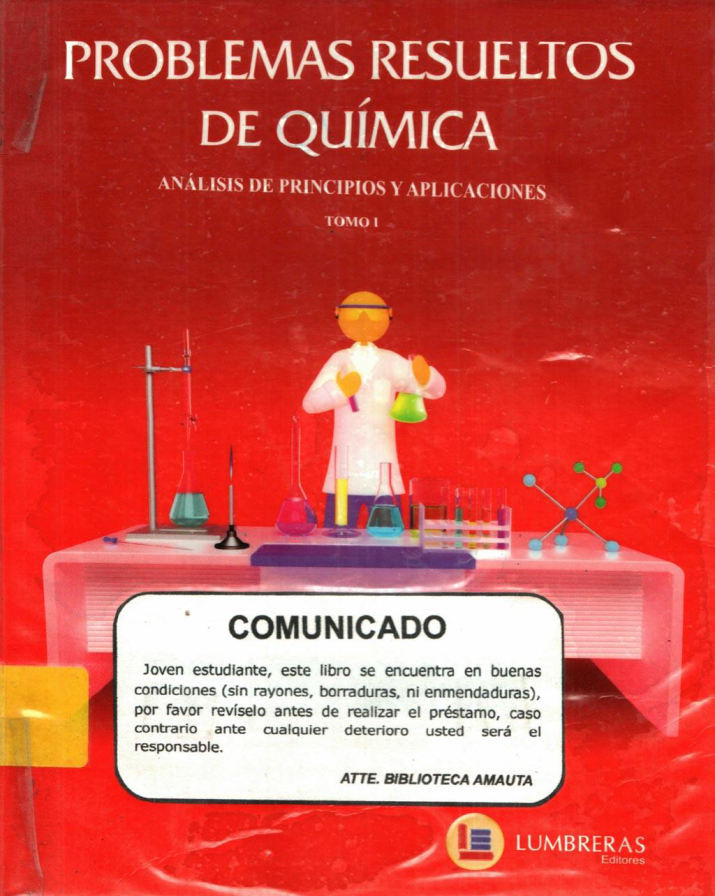 PROBLEMAS RESUELTOS
DE QUÍMICA
ANÁLISIS DE PRINCIPIOS Y APLICACIONES
TOMO I
COMUNICADO
Joven estudiante, este libro se encuentra en buenas
condiciones (sin rayones, borraduras, ni enmendaduras),
por favor revíselo antes de realizar el préstamo, caso
contrario ante cualquier deterioro usted será el
responsable.
ATTE. BIBLIOTECA AMAUTA
LUMBRERAS
Editores